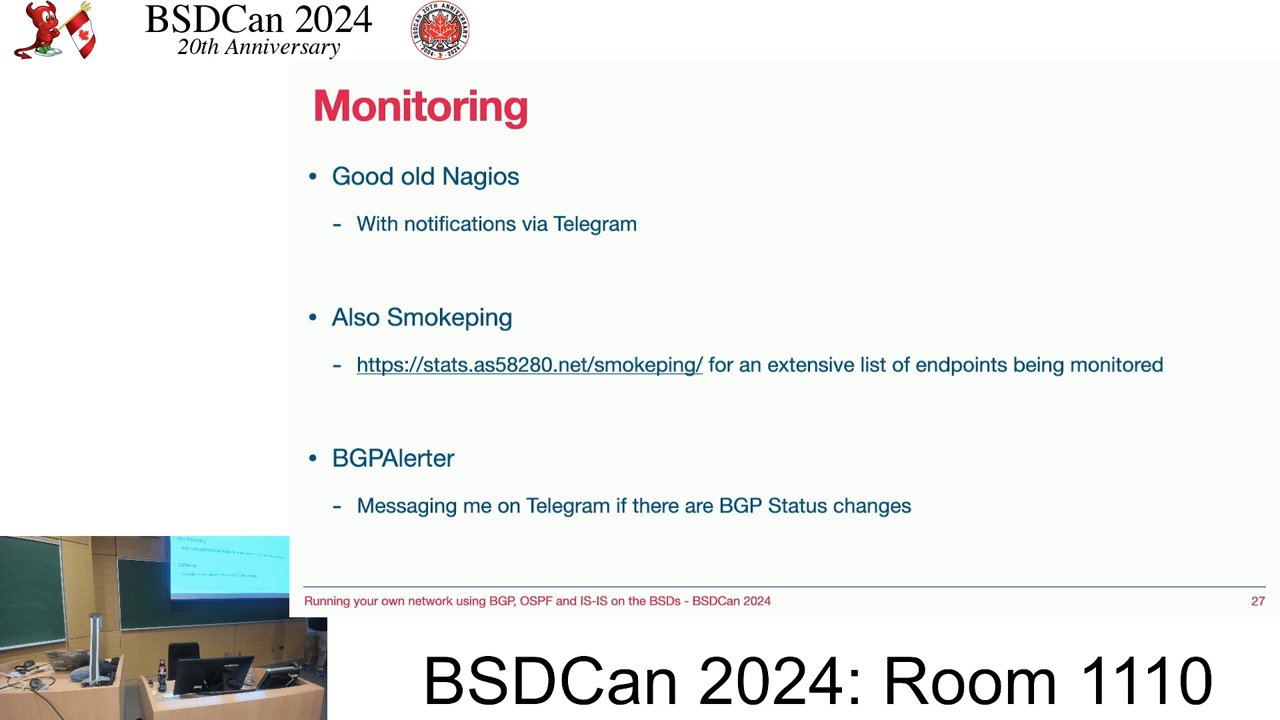 BSDCan 2024
20th Anniversary
BSDCAN 20TH ANNIVERSARY
Monitoring
• Good old Nagios
- With notifications via Telegram
• Also Smokeping
- https://stats.as58280.net/smokeping/ for an extensive list of endpoints being monitored
• BGPAlerter
- Messaging me on Telegram if there are BGP Status changes
Running your own network using BGP, OSPF and IS-IS on the BSDs - BSDCan 2024
27
BSDCan 2024: Room 1110